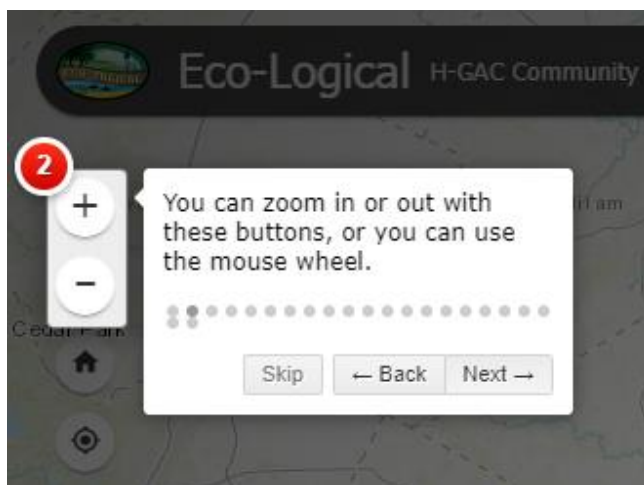 Eco-Logical H-GAC Community
2
+
You can zoom in or out with
these buttons, or you can use
the mouse wheel.
−
Cedar Park
Skip
← Back
Next →